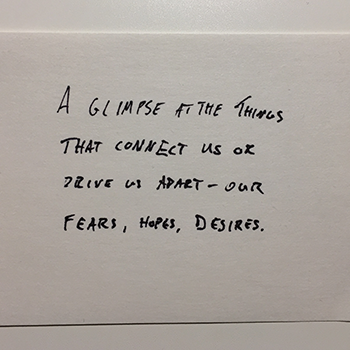 A GLIMPSE AT THE THINGS
THAT CONNECT US OR
DRIVE US APART – OUR
FEARS, HOPES, DESIRES.